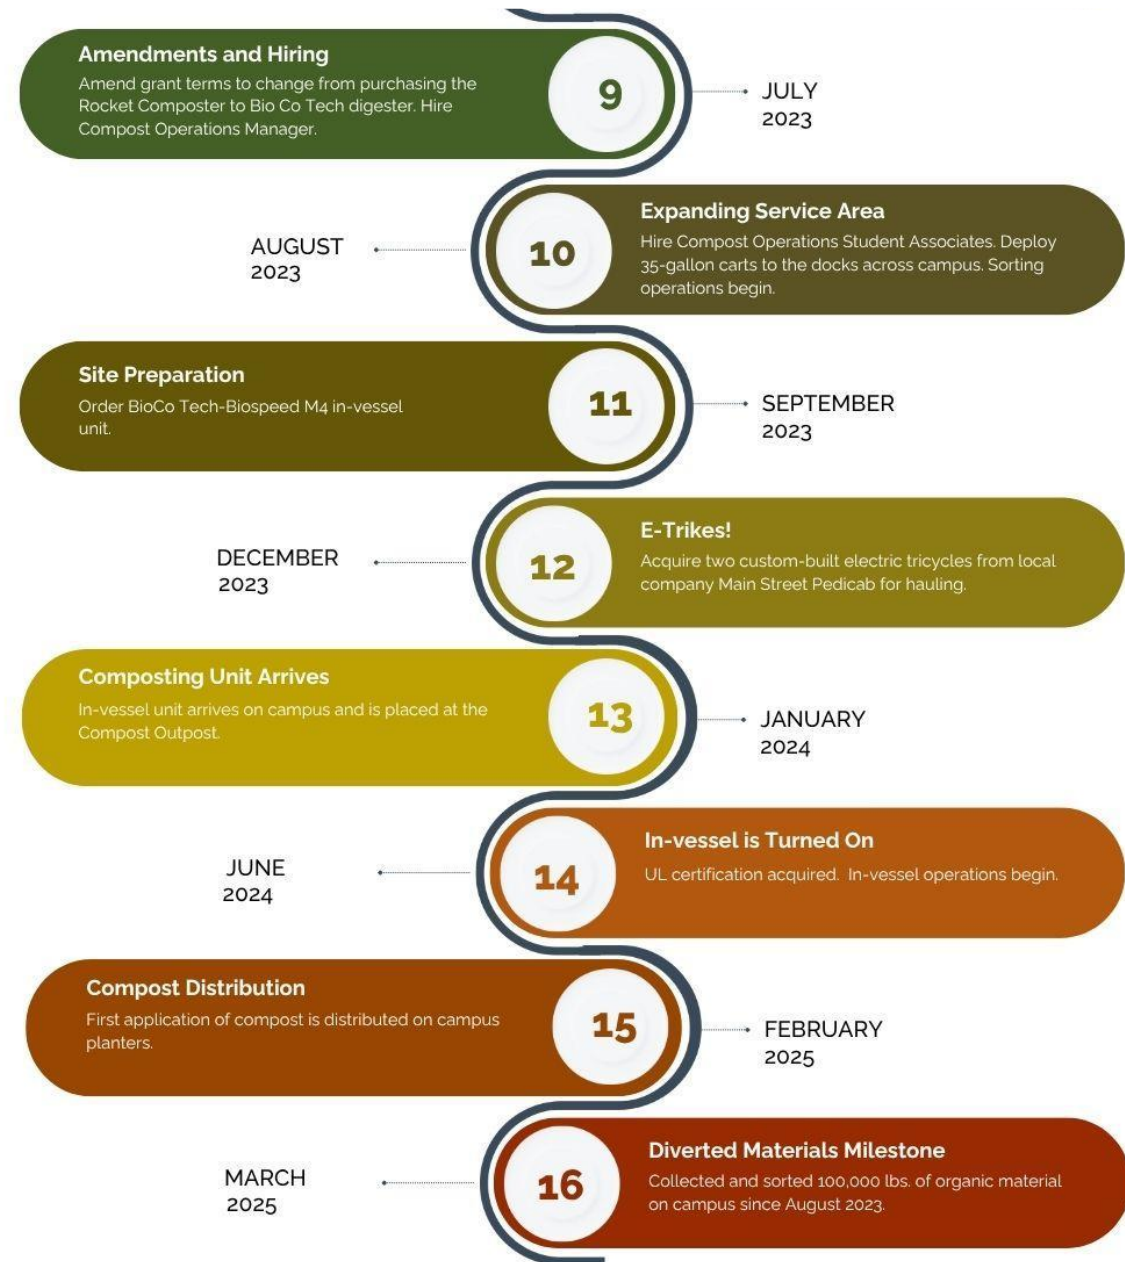 Amendments and Hiring
Amend grant terms to change from purchasing the
Rocket Composter to Bio Co Tech digester. Hire
Compost Operations Manager.
9
JULY
2023
AUGUST
2023
10
Expanding Service Area
Hire Compost Operations Student Associates. Deploy
35-gallon carts to the docks across campus. Sorting
operations begin.
Site Preparation
Order BioCo Tech-Biospeed M4 in-vessel
unit.
11
SEPTEMBER
2023
DECEMBER
2023
12
E-Trikes!
Acquire two custom-built electric tricycles from local
company Main Street Pedicab for hauling.
Composting Unit Arrives
In-vessel unit arrives on campus and is placed at the
Compost Outpost.
13
JANUARY
2024
JUNE
2024
14
In-vessel is Turned On
UL certification acquired.  In-vessel operations begin.
Compost Distribution
First application of compost is distributed on campus
planters.
15
FEBRUARY
2025
MARCH
2025
16
Diverted Materials Milestone
Collected and sorted 100,000 lbs. of organic material
on campus since August 2023.